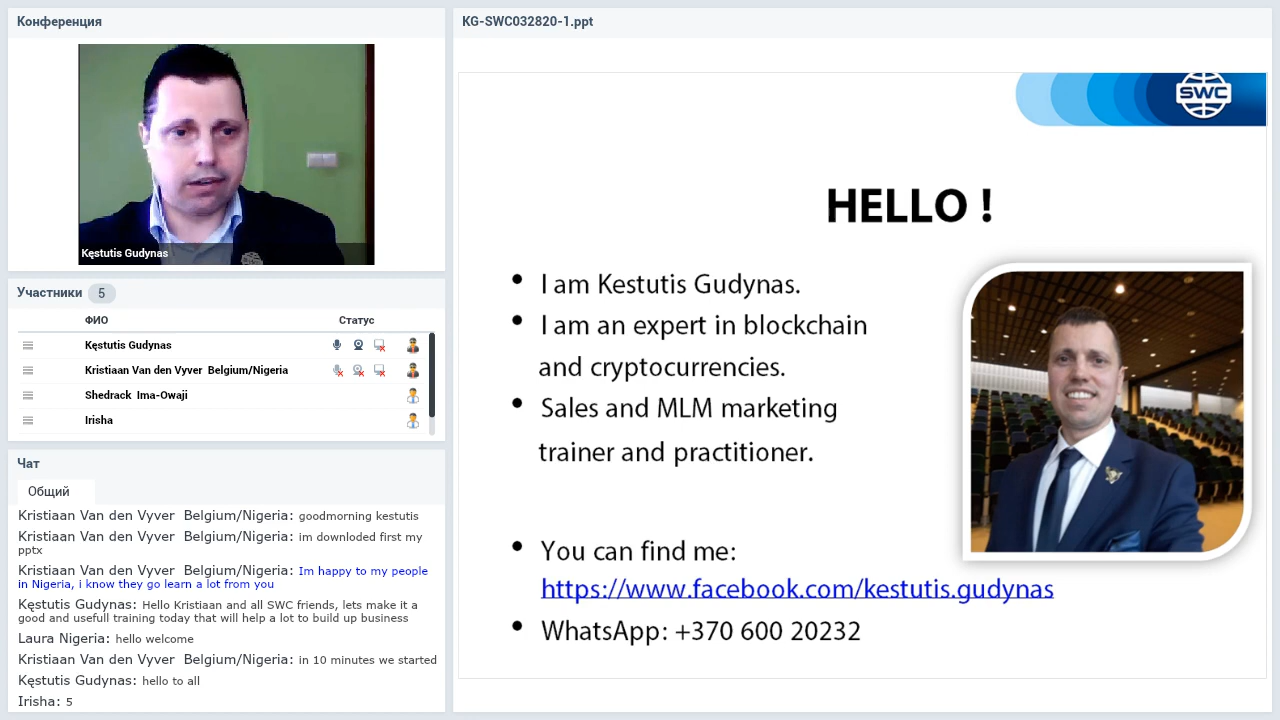 Конференция
Kęstutis Gudynas
Участники 5
ФИО Статус
Kęstutis Gudynas
Kristiaan Van den Vyver Belgium/Nigeria
Shedrack Ima-Owaji
Irisha
Чат
Общий
Kristiaan Van den Vyver Belgium/Nigeria: goodmorning kestutis
Kristiaan Van den Vyver Belgium/Nigeria: im downloded first my
pptx
Kristiaan Van den Vyver Belgium/Nigeria: Im happy to my people
in Nigeria, i know they go learn a lot from you
Kęstutis Gudynas: Hello Kristiaan and all SWC friends, lets make it a
good and usefull training today that will help a lot to build up business
Laura Nigeria: hello welcome
Kristiaan Van den Vyver Belgium/Nigeria: in 10 minutes we started
Kęstutis Gudynas: hello to all
Irisha: 5
KG-SWC032820-1.ppt
SWC
HELLO !
• I am Kestutis Gudynas.
• I am an expert in blockchain
and cryptocurrencies.
• Sales and MLM marketing
trainer and practitioner.
• You can find me:
https://www.facebook.com/kestutis.gudynas
• WhatsApp: +370 600 20232